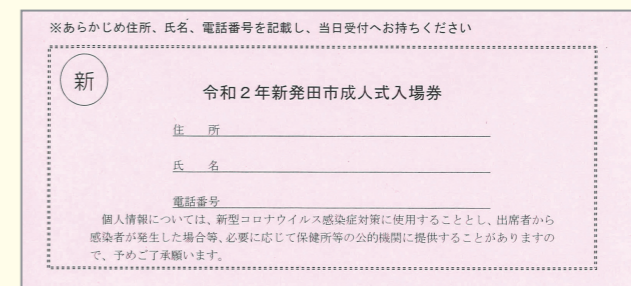 ※あらかじめ住所、氏名、電話番号を記載し、当日受付へお持ちください
新
令和２年新発田市成人式入場券
住　所
氏　名
電話番号
個人情報については、新型コロナウイルス感染症対策に使用することとし、出席者から
感染者が発生した場合等、必要に応じて保健所等の公的機関に提供することがありますの
で、予めご了承願います。